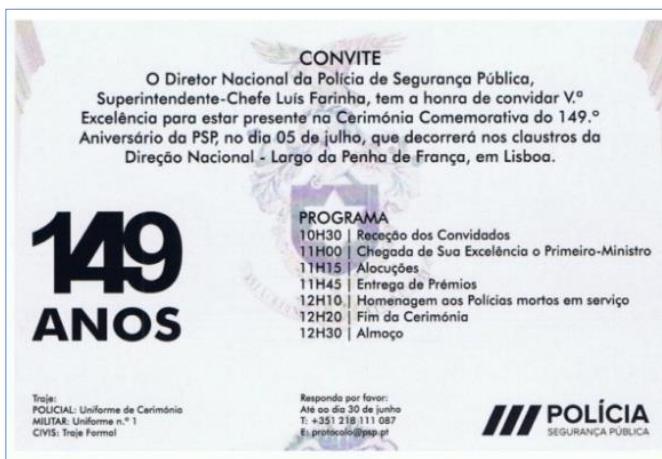 CONVITE
O Diretor Nacional da Polícia de Segurança Pública,
Superintendente-Chefe Luís Farinha, tem a honra de convidar V.ª
Excelência para estar presente na Cerimónia Comemorativa do 149.º
Aniversário da PSP, no dia 05 de julho, que decorrerá nos claustros da
Direção Nacional - Largo da Penha de França, em Lisboa.
149
ANOS
PROGRAMA
10H30 | Receção dos Convidados
11H00 | Chegada de Sua Excelência o Primeiro-Ministro
11H15 | Alocuções
11H45 | Entrega de Prémios
12H10 | Homenagem aos Polícias mortos em serviço
12H20 | Fim da Cerimónia
12H30 | Almoço
Traje:
POLICIAL: Uniforme de Cerimónia
MILITAR: Uniforme n.º 1
CIVIS: Traje Formal
Responda por favor:
Até ao dia 30 de junho
T: +351 218 111 087
E: protocolo@psp.pt
POLÍCIA
SEGURANÇA PÚBLICA